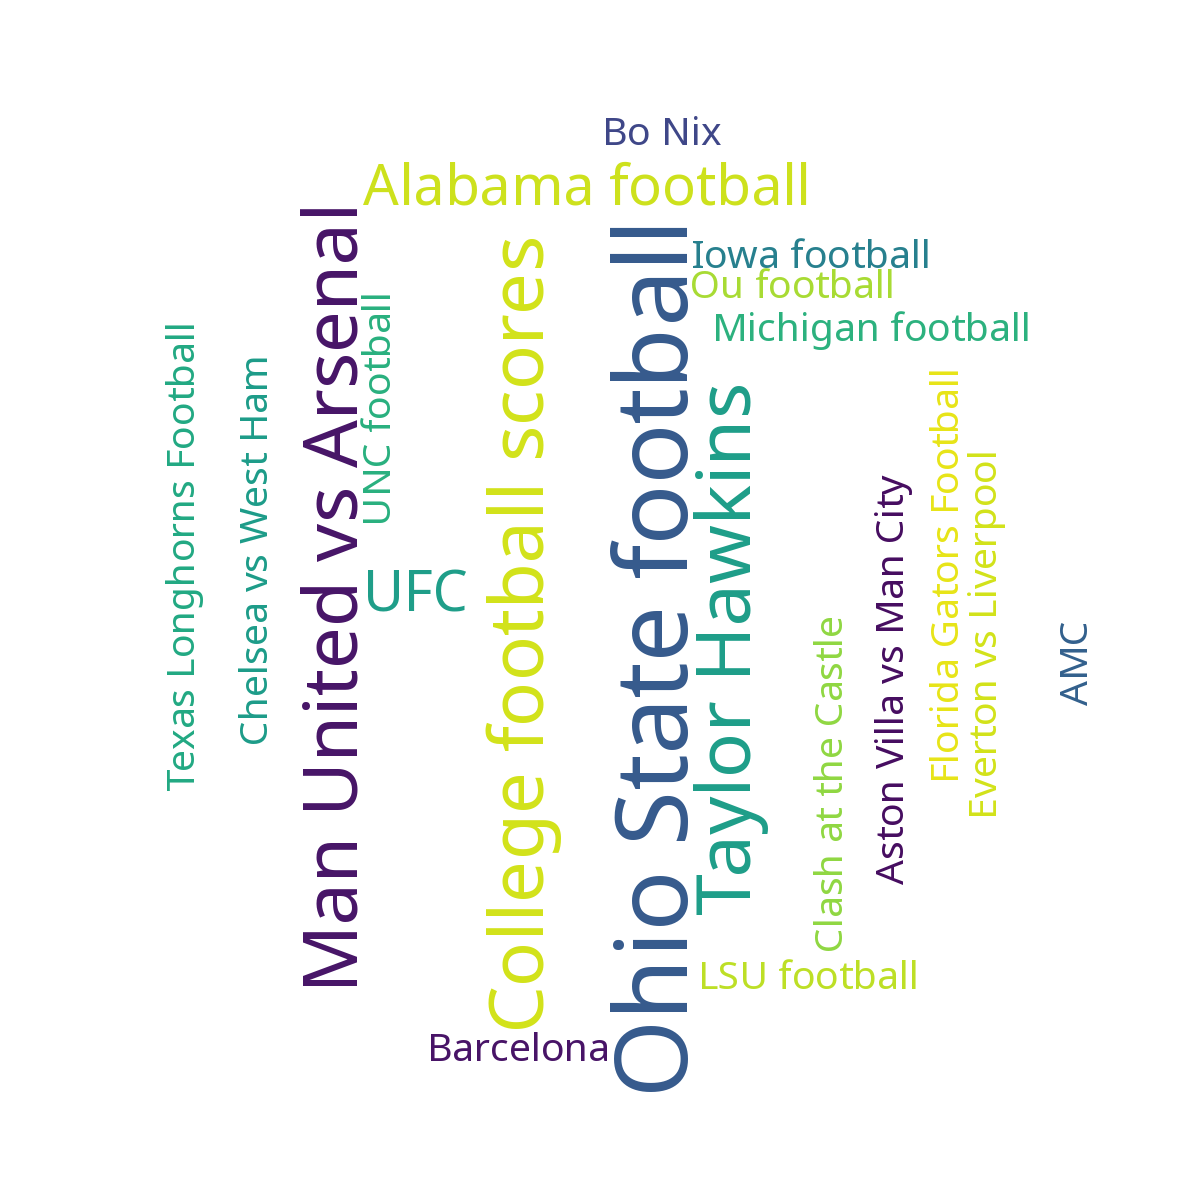 Bo Nix
Alabama football
Man United vs Arsenal
College football scores
Ohio State football
Iowa football
Ou football
Michigan football
UNC football
Texas Longhorns Football
Chelsea vs West Ham
UFC
Taylor Hawkins
Florida Gators Football
Everton vs Liverpool
Aston Villa vs Man City
Clash at the Castle
AMC
LSU football
Barcelona